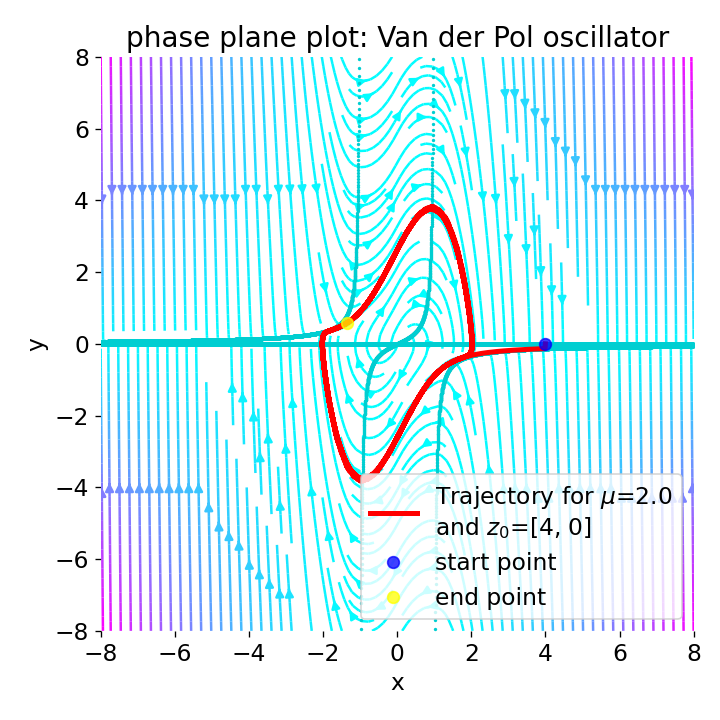 phase plane plot: Van der Pol oscillator
8
6
4
2
0
−2
−4
−6
−8
y
−8 −6 −4 −2 0 2 4 6 8
x
Trajectory for μ=2.0
and z₀=[4, 0]
start point
end point